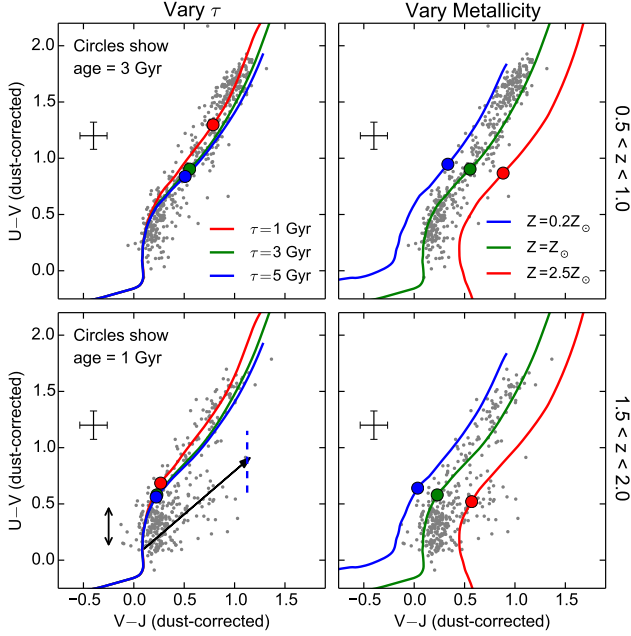 Vary τ
Vary Metallicity
Circles show
age = 3 Gyr
2.0
1.5
1.0
0.5
0.0
U−V (dust-corrected)
τ=1 Gyr
τ=3 Gyr
τ=5 Gyr
Z=0.2Z⊙
Z=Z⊙
Z=2.5Z⊙
0.5 < z < 1.0
Circles show
age = 1 Gyr
2.0
1.5
1.0
0.5
0.0
U−V (dust-corrected)
1.5 < z < 2.0
−0.5 0.0 0.5 1.0 1.5
−0.5 0.0 0.5 1.0 1.5
V−J (dust-corrected)
V−J (dust-corrected)